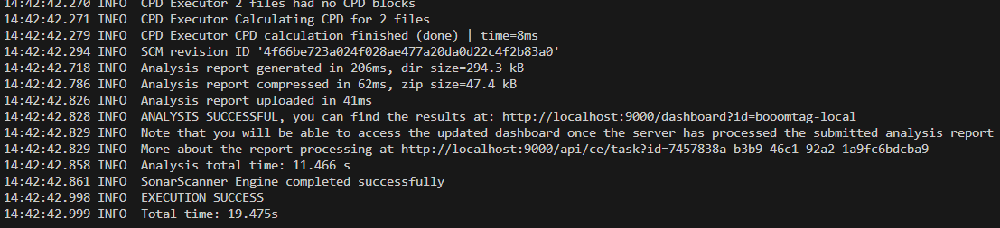 14:42:42.270 INFO  CPD Executor 2 files had no CPD blocks
14:42:42.271 INFO  CPD Executor Calculating CPD for 2 files
14:42:42.279 INFO  CPD Executor CPD calculation finished (done) | time=8ms
14:42:42.294 INFO  SCM revision ID '4f66be723a024f028ae477a20da0d22c4f2b83a0'
14:42:42.718 INFO  Analysis report generated in 206ms, dir size=294.3 kB
14:42:42.786 INFO  Analysis report compressed in 62ms, zip size=47.4 kB
14:42:42.826 INFO  Analysis report uploaded in 41ms
14:42:42.828 INFO  ANALYSIS SUCCESSFUL, you can find the results at: http://localhost:9000/dashboard?id=booomtag-local
14:42:42.829 INFO  Note that you will be able to access the updated dashboard once the server has processed the submitted analysis report
14:42:42.829 INFO  More about the report processing at http://localhost:9000/api/ce/task?id=7457838a-b3b9-46c1-92a2-1a9fc6bdcba9
14:42:42.858 INFO  Analysis total time: 11.466 s
14:42:42.861 INFO  SonarScanner Engine completed successfully
14:42:42.998 INFO  EXECUTION SUCCESS
14:42:42.999 INFO  Total time: 19.475s